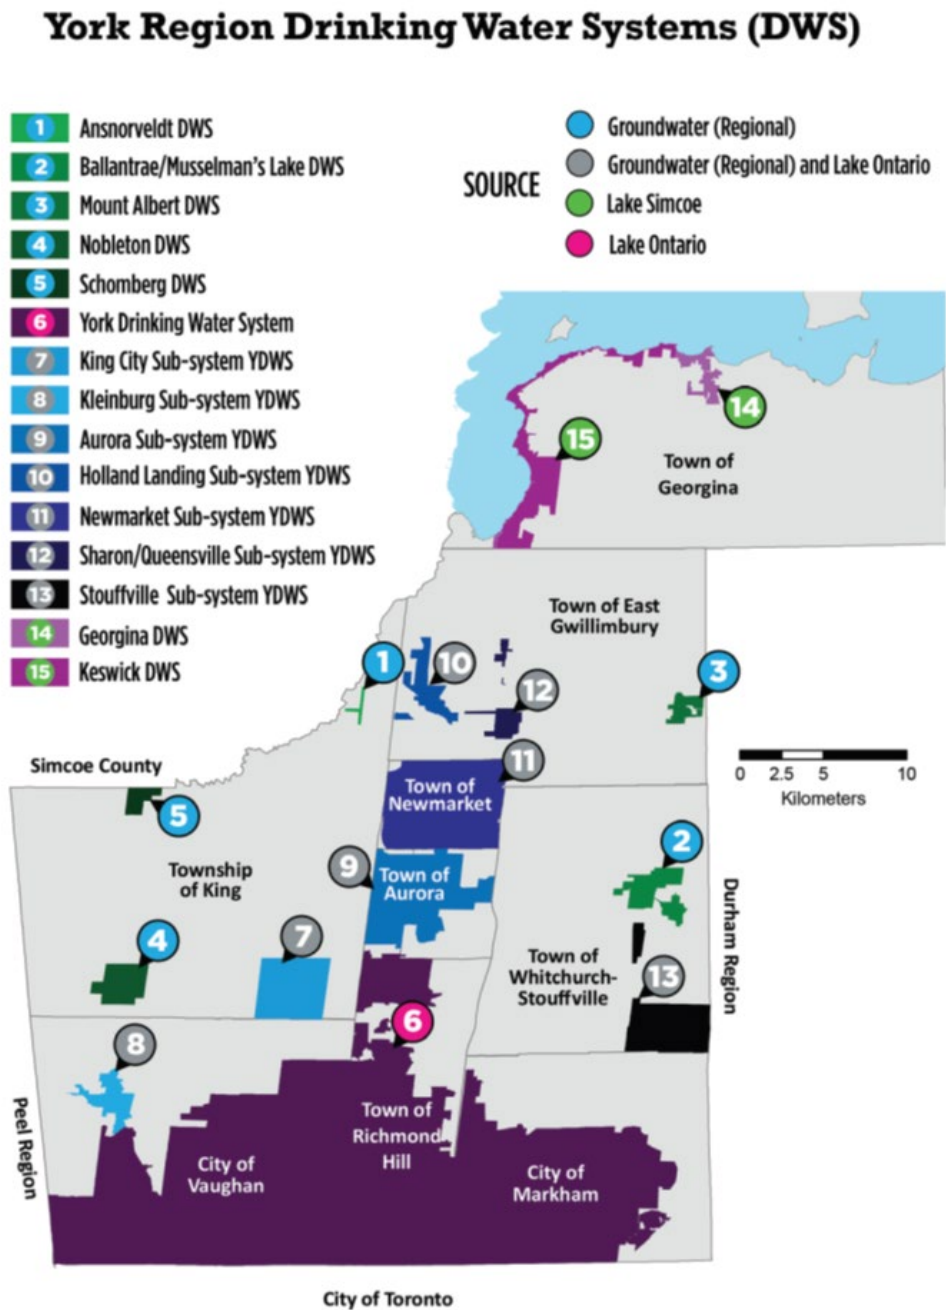 York Region Drinking Water Systems (DWS)
1 Ansnorveldt DWS
2 Ballantrae/Musselman's Lake DWS
3 Mount Albert DWS
4 Nobleton DWS
5 Schomberg DWS
6 York Drinking Water System
7 King City Sub-system YDWS
8 Kleinburg Sub-system YDWS
9 Aurora Sub-system YDWS
10 Holland Landing Sub-system YDWS
11 Newmarket Sub-system YDWS
12 Sharon/Queensville Sub-system YDWS
13 Stouffville Sub-system YDWS
14 Georgina DWS
15 Keswick DWS
SOURCE
Groundwater (Regional)
Groundwater (Regional) and Lake Ontario
Lake Simcoe
Lake Ontario
14
15
Town of
Georgina
Town of East
Gwillimbury
1
10
12
3
11
0 2.5 5 10
Kilometers
Simcoe County
5
Town of
Newmarket
Township
of King
9
Town of
Aurora
2
Durham Region
4
7
Town of
Whitchurch-
Stouffville
13
6
8
Peel Region
Town of
Richmond
Hill
City of
Vaughan
City of
Markham
City of Toronto